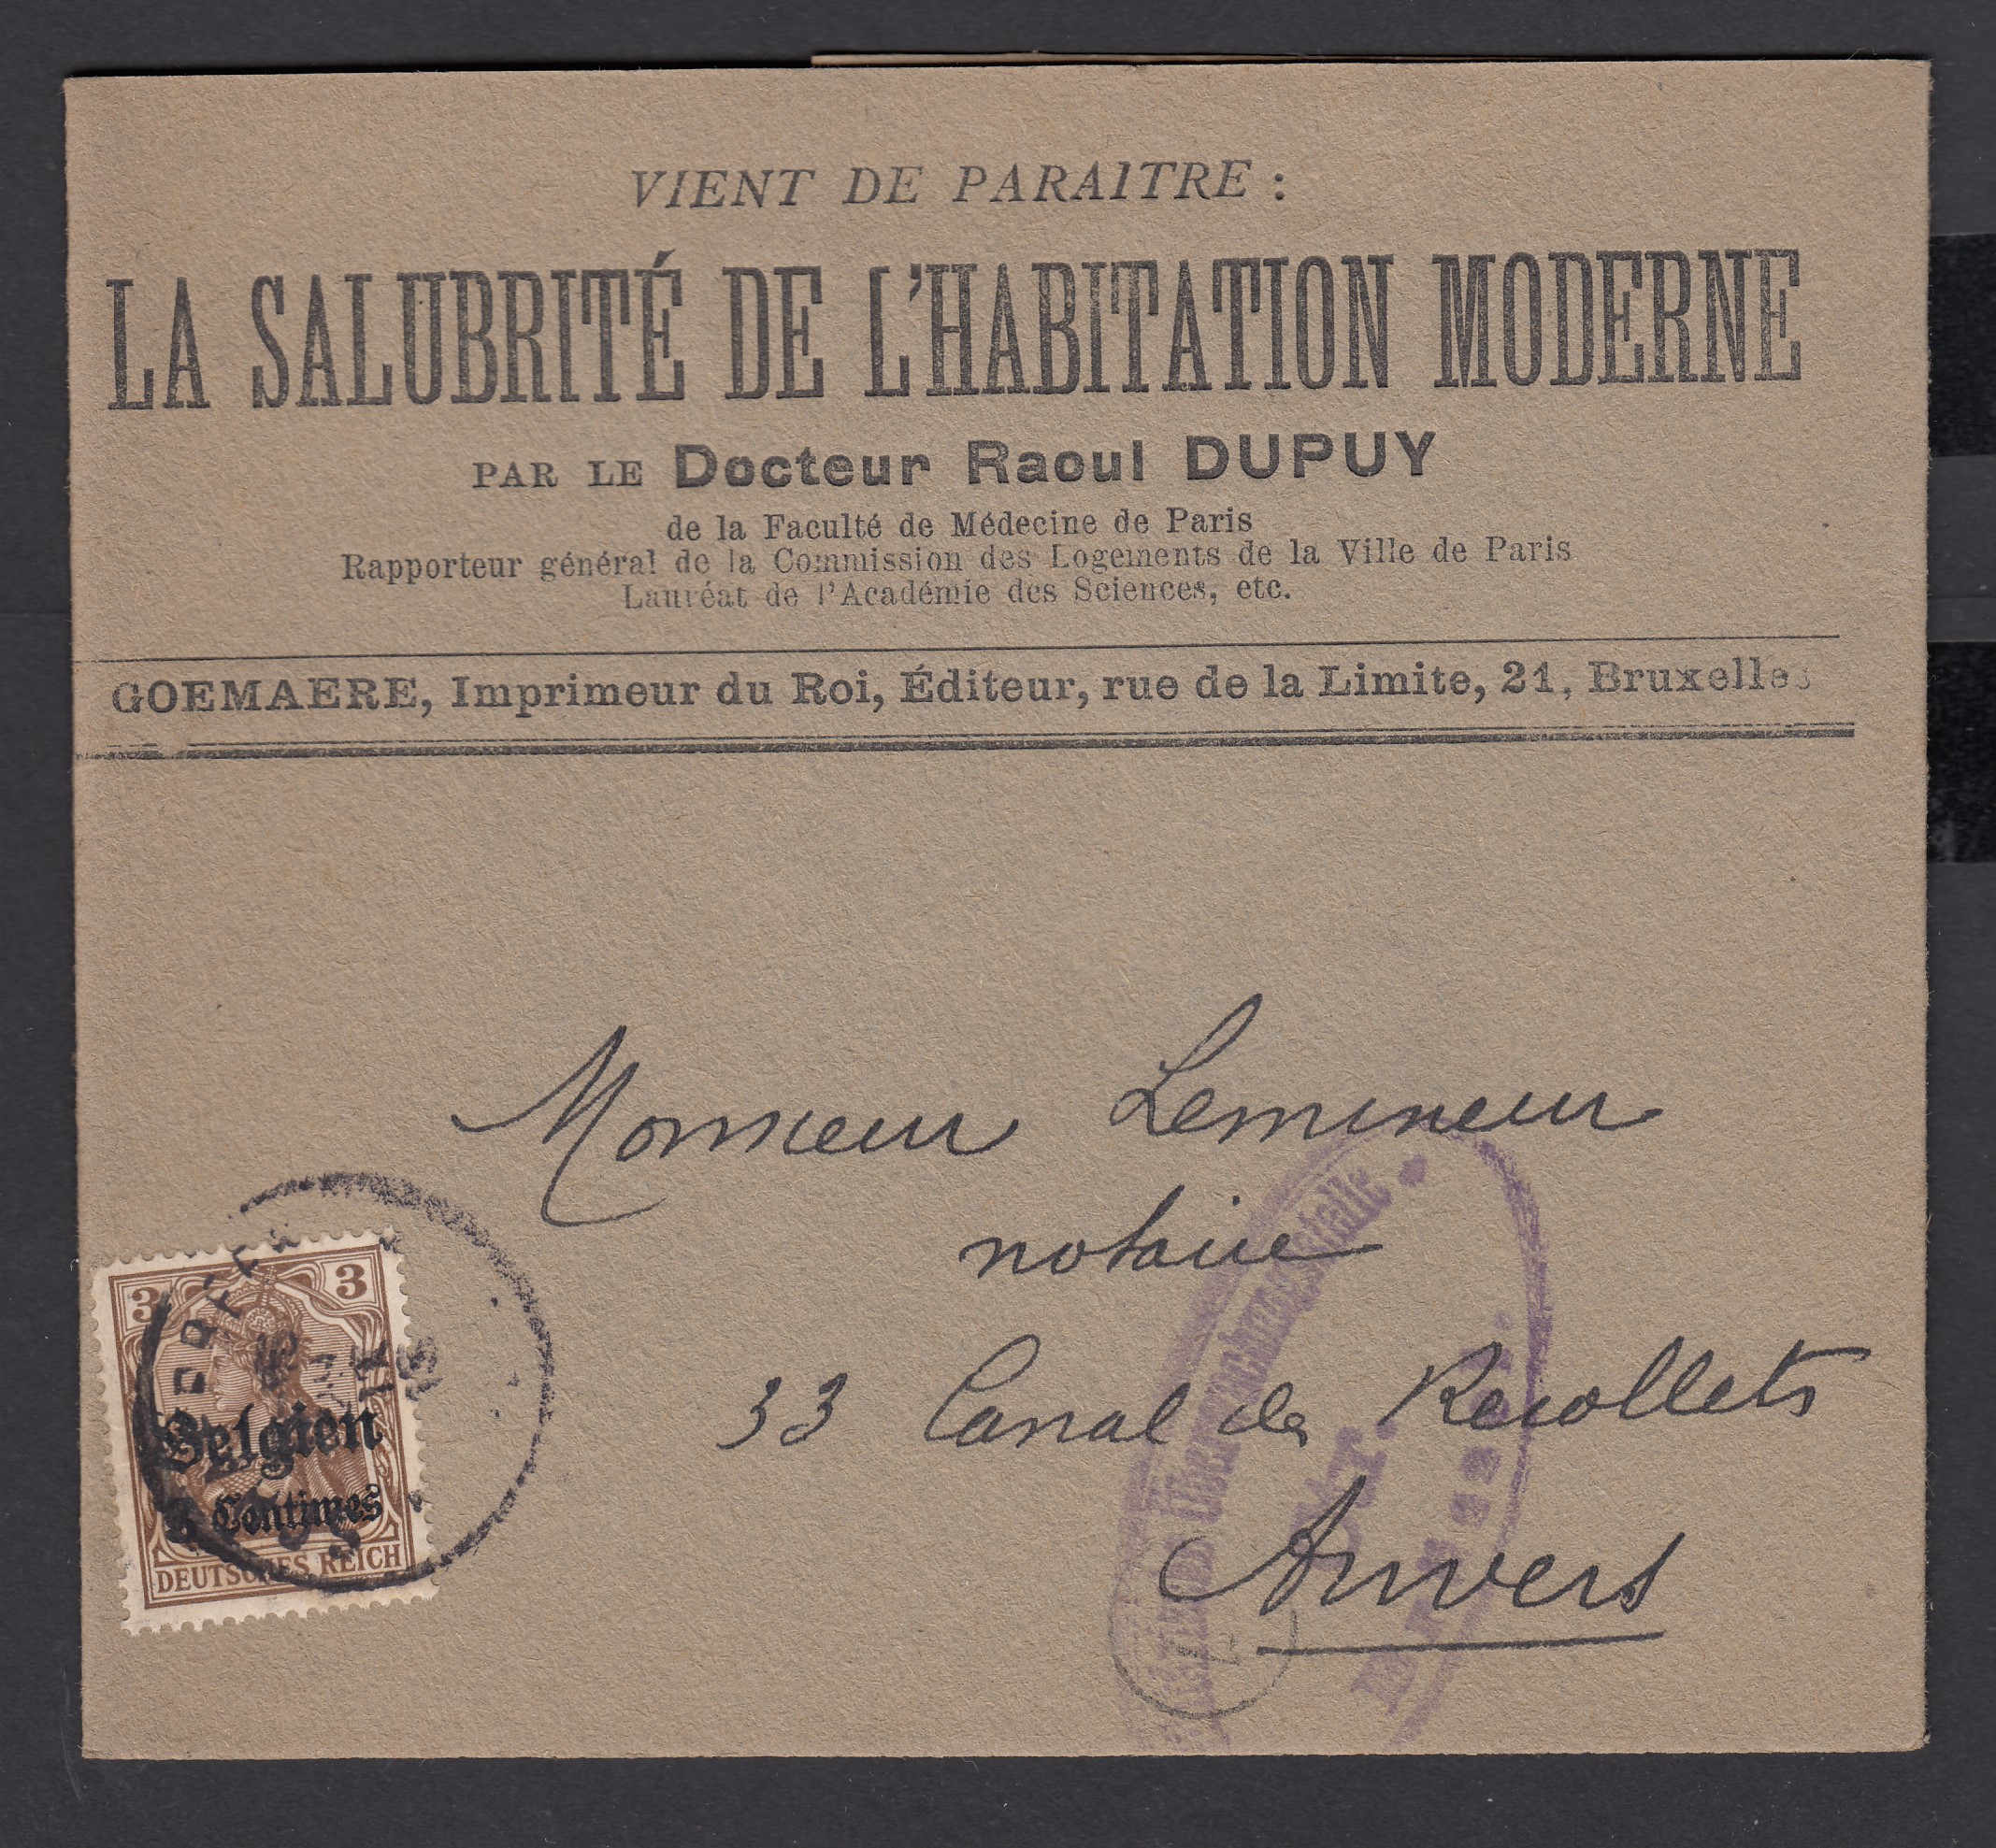 VIENT DE PARAITRE :
LA SALUBRITÉ DE L'HABITATION MODERNE
PAR LE Docteur Raoul DUPUY
de la Faculté de Médecine de Paris
Rapporteur général de la Commission des Logements de la Ville de Paris
Lauréat de l'Académie des Sciences, etc.
GOEMAERE, Imprimeur du Roi, Éditeur, rue de la Limite, 21, Bruxelles
Monsieur Lemineur
notaire
33 Canal des Recollets
Anvers
3 3
Belgien
3 Centimes
DEUTSCHES REICH
Überwachungsstelle